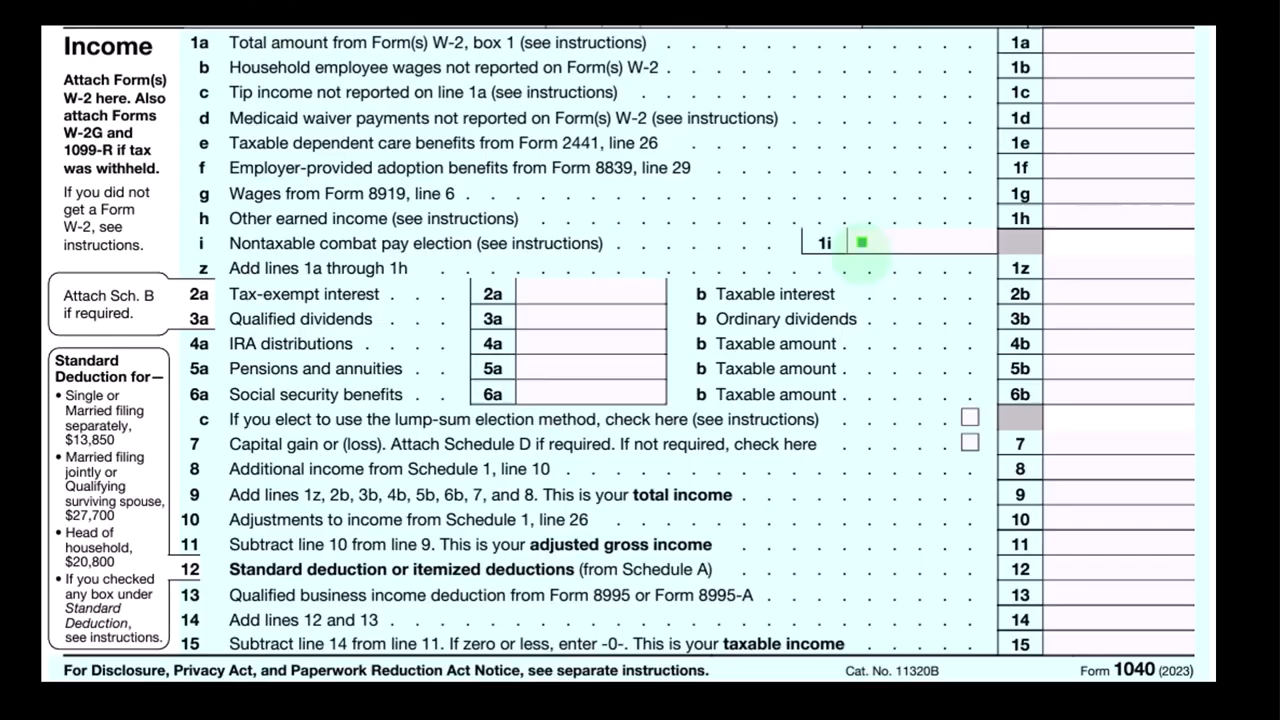 Income
Attach Form(s)
W-2 here. Also
attach Forms
W-2G and
1099-R if tax
was withheld.
If you did not
get a Form
W-2, see
instructions.
1a Total amount from Form(s) W-2, box 1 (see instructions) . . . . . . . . . . . . . 1a
b Household employee wages not reported on Form(s) W-2 . . . . . . . . . . . . . 1b
c Tip income not reported on line 1a (see instructions) . . . . . . . . . . . . . . 1c
d Medicaid waiver payments not reported on Form(s) W-2 (see instructions) . . . . . . . . 1d
e Taxable dependent care benefits from Form 2441, line 26 . . . . . . . . . . . . 1e
f Employer-provided adoption benefits from Form 8839, line 29 . . . . . . . . . . . 1f
g Wages from Form 8919, line 6 . . . . . . . . . . . . . . . . . . . . . 1g
h Other earned income (see instructions) . . . . . . . . . . . . . . . . . . 1h
i Nontaxable combat pay election (see instructions) . . . . . . . 1i
z Add lines 1a through 1h . . . . . . . . . . . . . . . . . . . . . . 1z
Attach Sch. B
if required.
2a Tax-exempt interest . . . 2a b Taxable interest . . . . . 2b
3a Qualified dividends . . . 3a b Ordinary dividends . . . . . 3b
4a IRA distributions . . . . 4a b Taxable amount . . . . . . 4b
5a Pensions and annuities . . 5a b Taxable amount . . . . . . 5b
6a Social security benefits . . 6a b Taxable amount . . . . . . 6b
c If you elect to use the lump-sum election method, check here (see instructions) . . . . .
7 Capital gain or (loss). Attach Schedule D if required. If not required, check here . . . . . 7
8 Additional income from Schedule 1, line 10 . . . . . . . . . . . . . . . . . 8
9 Add lines 1z, 2b, 3b, 4b, 5b, 6b, 7, and 8. This is your total income . . . . . . . . . . 9
10 Adjustments to income from Schedule 1, line 26 . . . . . . . . . . . . . . . 10
11 Subtract line 10 from line 9. This is your adjusted gross income . . . . . . . . . . 11
12 Standard deduction or itemized deductions (from Schedule A) . . . . . . . . . . 12
13 Qualified business income deduction from Form 8995 or Form 8995-A . . . . . . . . . 13
14 Add lines 12 and 13 . . . . . . . . . . . . . . . . . . . . . . . . 14
15 Subtract line 14 from line 11. If zero or less, enter -0-. This is your taxable income . . . . . 15
Standard
Deduction for—
• Single or
Married filing
separately,
$13,850
• Married filing
jointly or
Qualifying
surviving spouse,
$27,700
• Head of
household,
$20,800
• If you checked
any box under
Standard
Deduction,
see instructions.
For Disclosure, Privacy Act, and Paperwork Reduction Act Notice, see separate instructions. Cat. No. 11320B Form 1040 (2023)